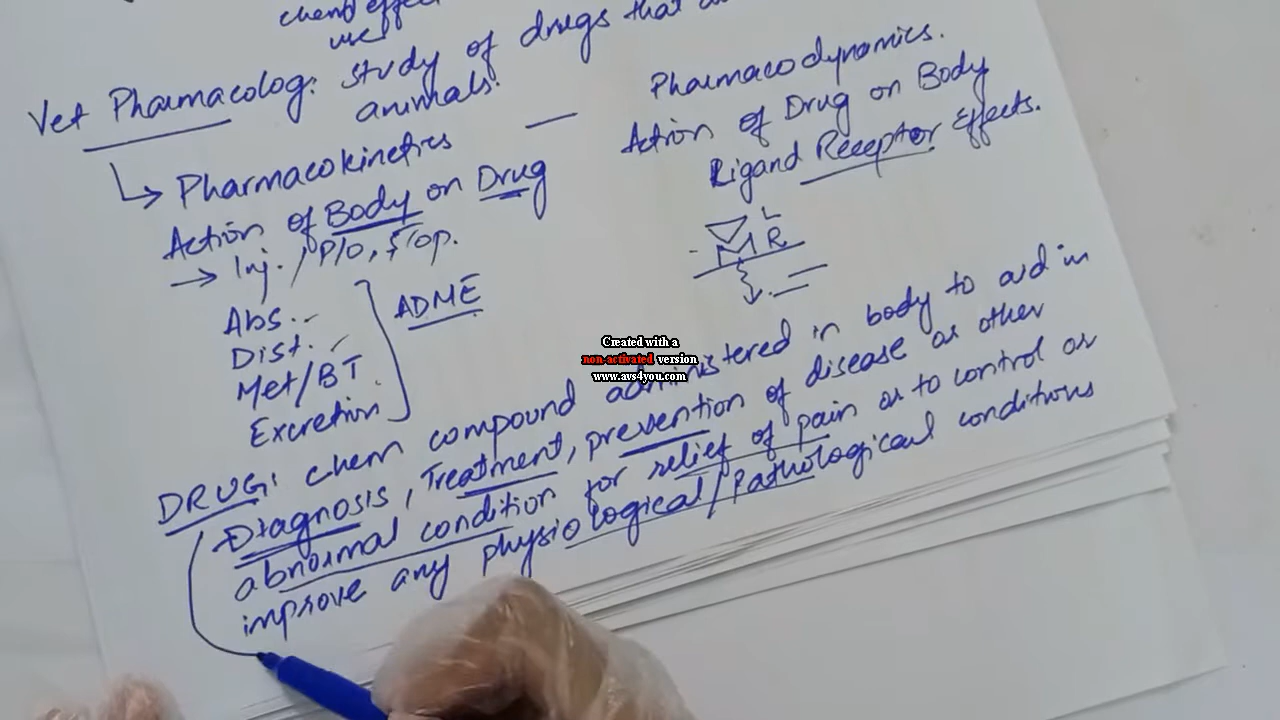 chem effect
use
Vet Pharmacolog: study of drugs that
animals.
Pharmacokinetics
Action of Body on Drug
→ Inj., P/O, Top.
Abs.
Dist.
Met/BT
Excretion
ADME
Pharmacodynamics.
Action of Drug on Body
Ligand Receptor Effects.
L
R
DRUG: chem compound administered in body to aid in
Diagnosis, Treatment, prevention of disease or other
abnormal condition for relief of pain or to control or
improve any physiological/Pathological conditions
Created with a
non-activated version
www.avs4you.com